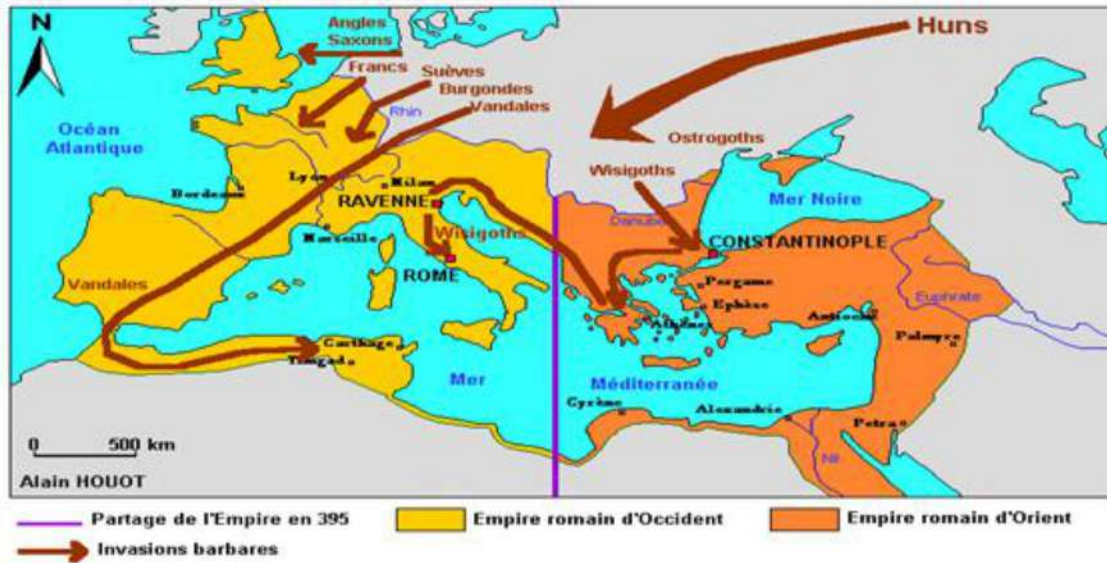 N
Angles
Saxons
Francs
Suèves
Burgondes
Vandales
Huns
Rhin
Océan
Atlantique
Ostrogoths
Wisigoths
Lyon
Milan
Bordeaux
RAVENNE
Mer Noire
Danube
Marseille
Wisigoths
CONSTANTINOPLE
ROME
Pergame
Vandales
Ephèse
Euphrate
Athènes
Antioche
Carthage
Timgad
Palmyre
Mer
Méditerranée
Cyrène
Alexandrie
Petra
0 500 km
Nil
Alain HOUOT
Partage de l'Empire en 395
Empire romain d'Occident
Empire romain d'Orient
Invasions barbares